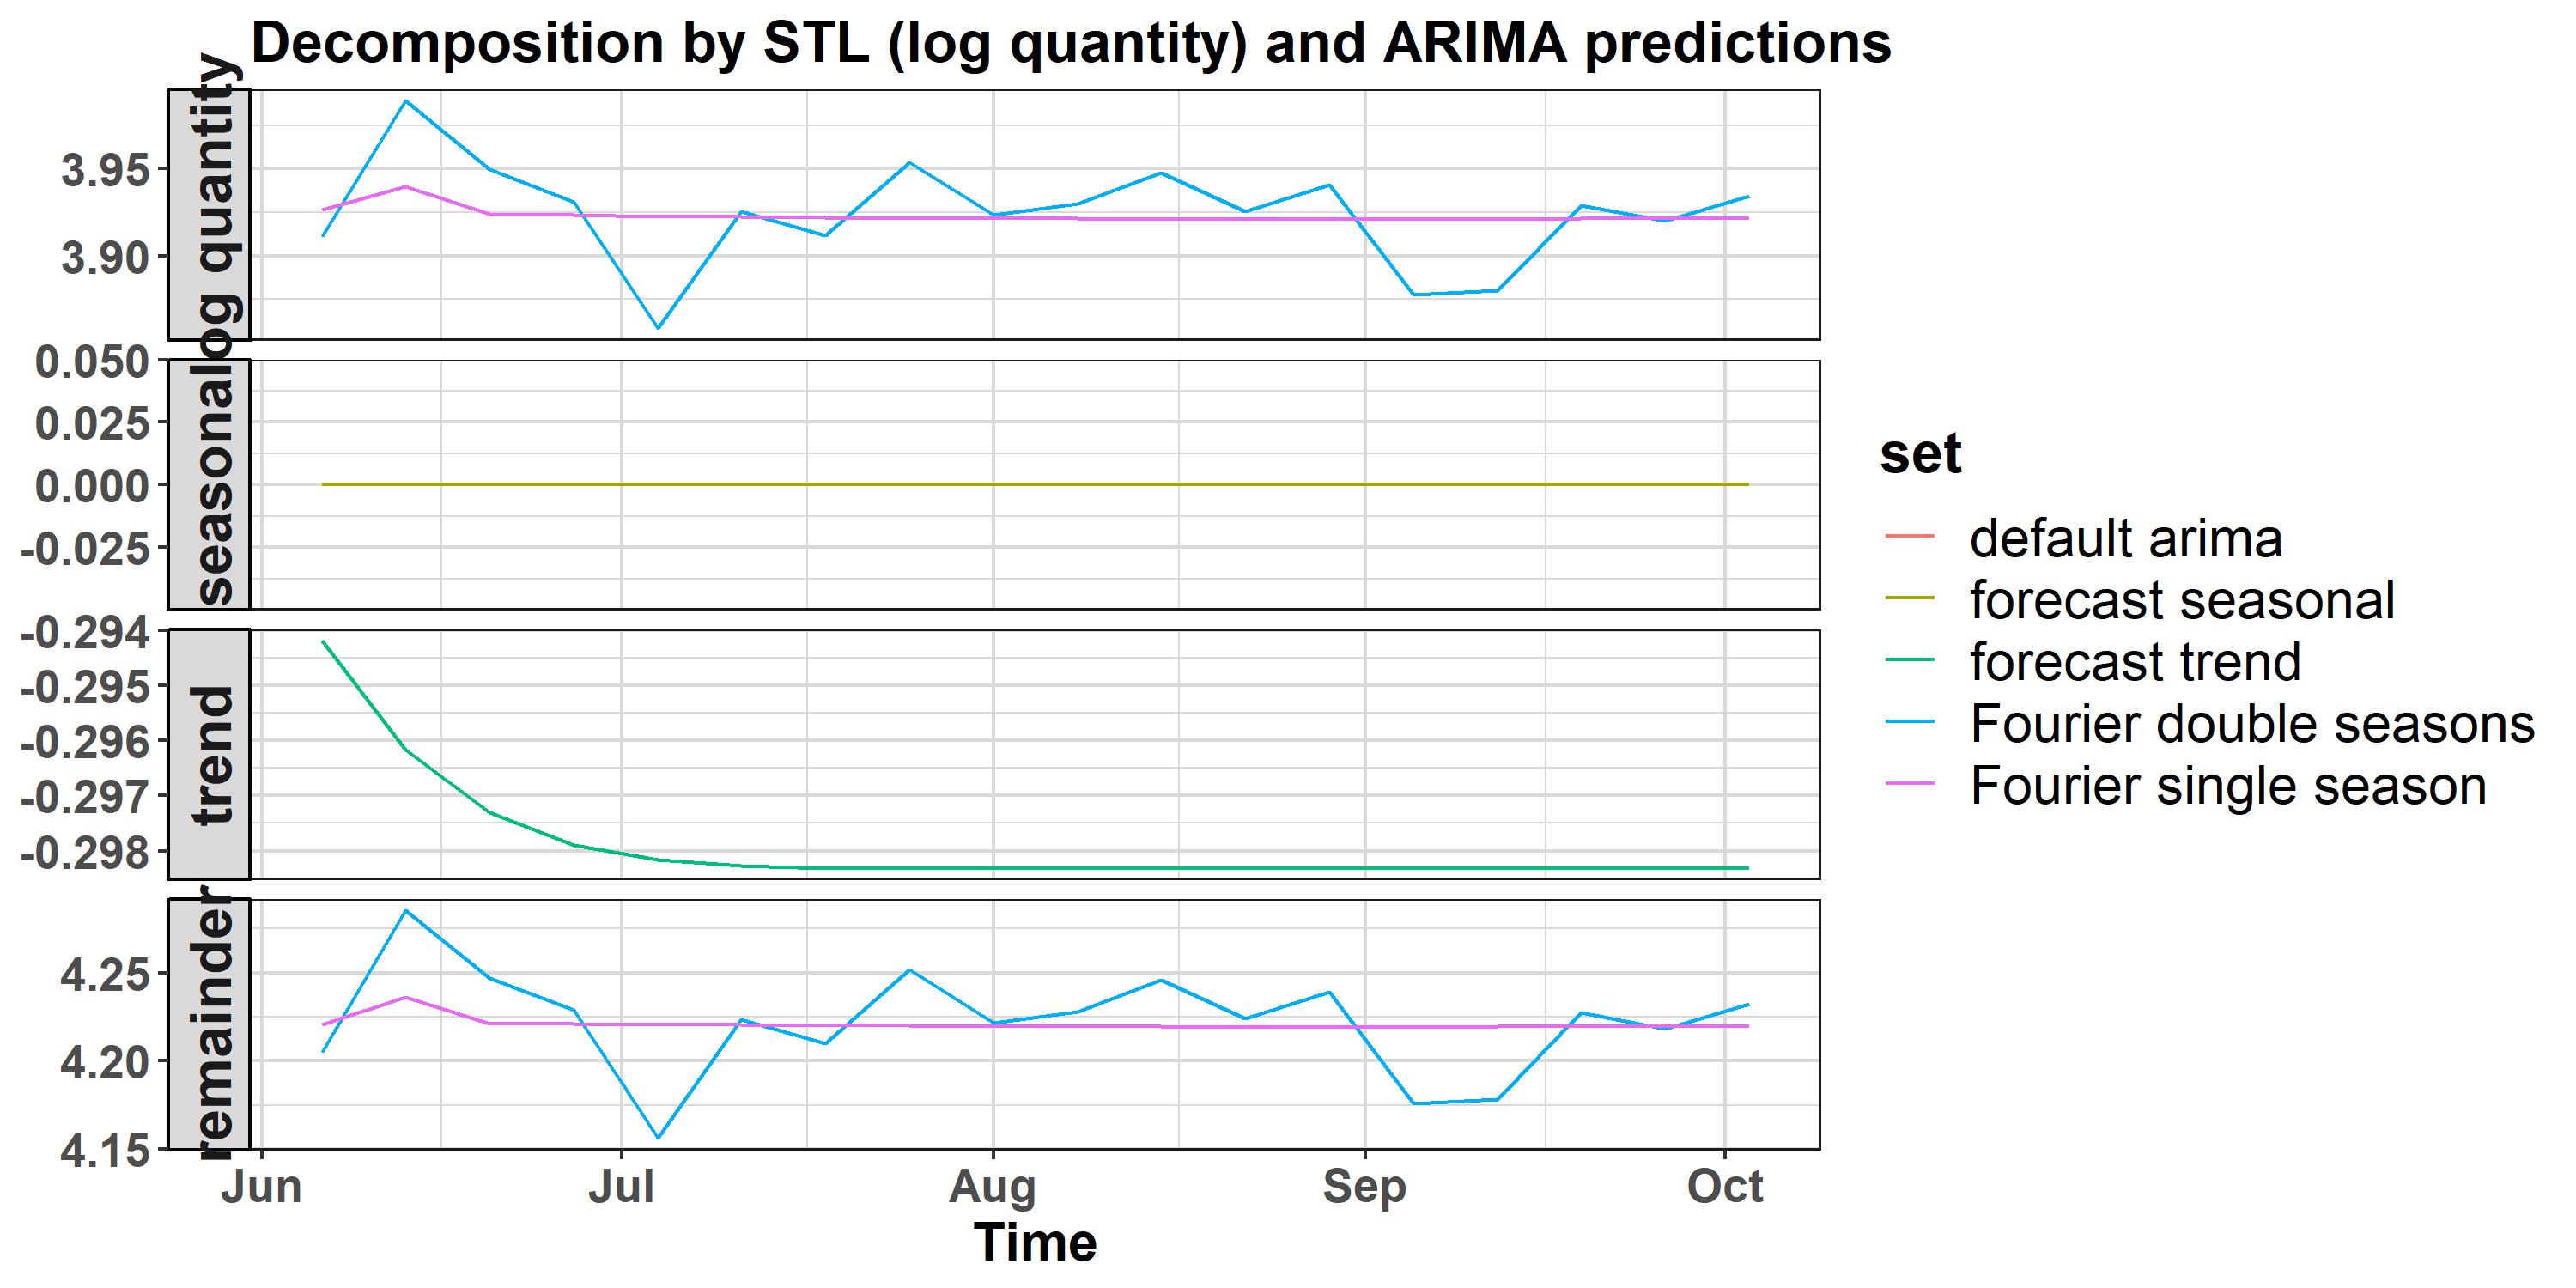 Decomposition by STL (log quantity) and ARIMA predictions
log quantity
3.95
3.90
seasonal
0.050
0.025
0.000
-0.025
trend
-0.294
-0.295
-0.296
-0.297
-0.298
remainder
4.25
4.20
4.15
Jun Jul Aug Sep Oct
Time
set
default arima
forecast seasonal
forecast trend
Fourier double seasons
Fourier single season